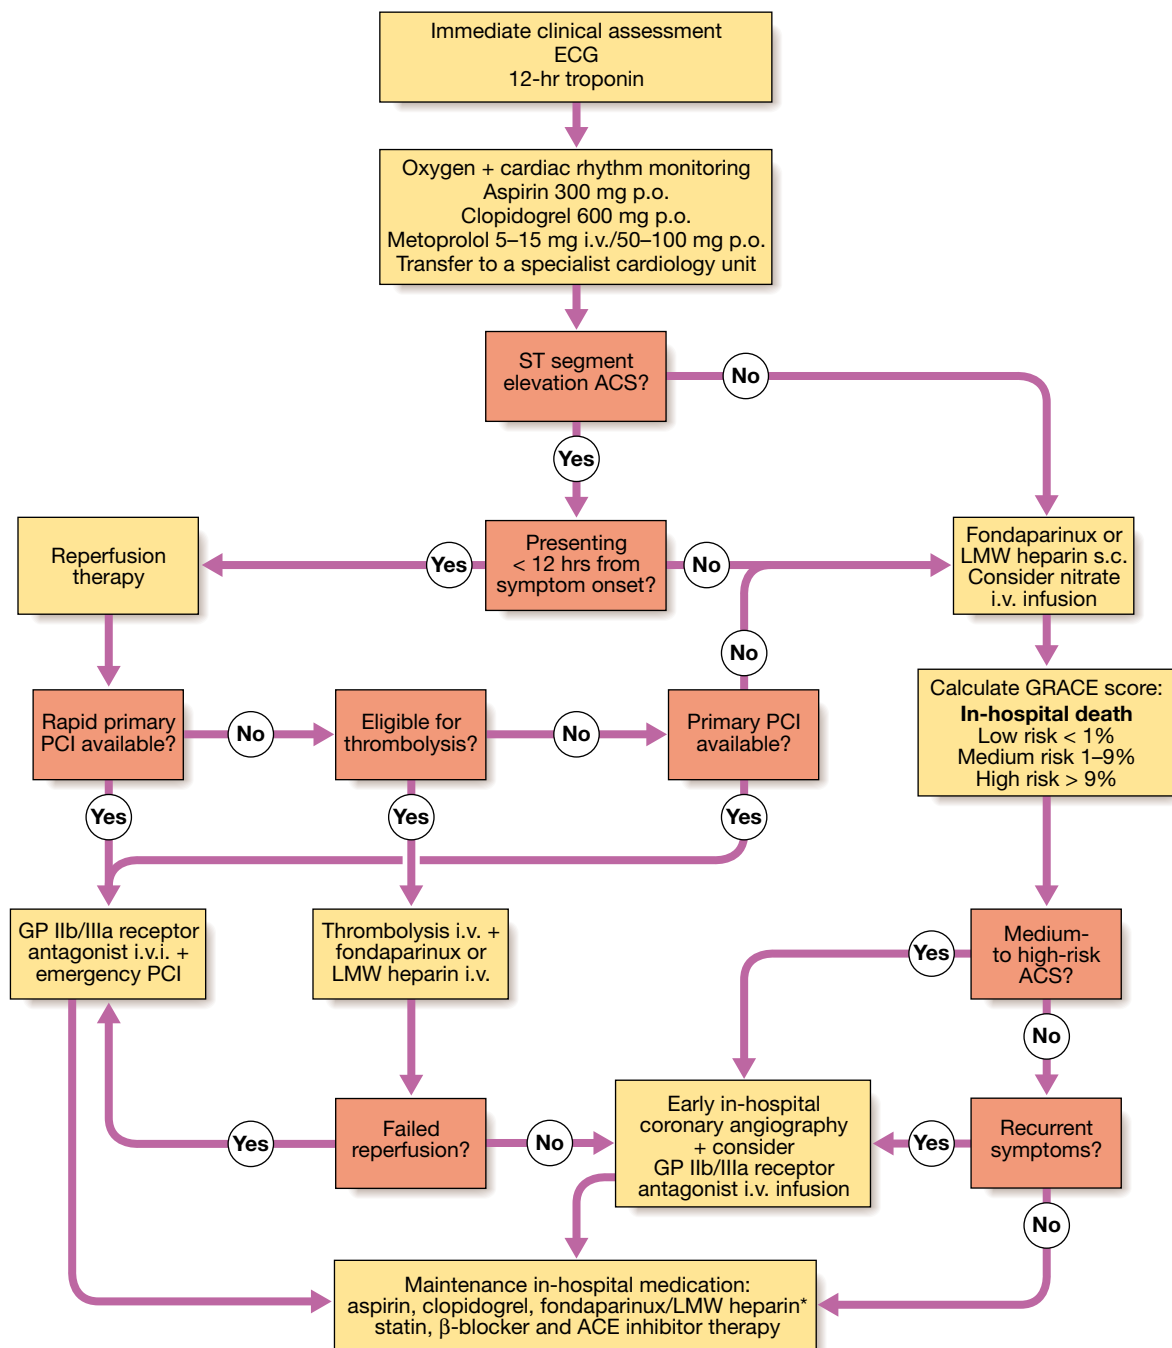 Immediate clinical assessment
ECG
12-hr troponin
Oxygen + cardiac rhythm monitoring
Aspirin 300 mg p.o.
Clopidogrel 600 mg p.o.
Metoprolol 5–15 mg i.v./50–100 mg p.o.
Transfer to a specialist cardiology unit
ST segment
elevation ACS?
No
Yes
Reperfusion
therapy
Yes
Presenting
< 12 hrs from
symptom onset?
No
Fondaparinux or
LMW heparin s.c.
Consider nitrate
i.v. infusion
No
Rapid primary
PCI available?
No
Eligible for
thrombolysis?
No
Primary PCI
available?
Calculate GRACE score:
In-hospital death
Low risk < 1%
Medium risk 1–9%
High risk > 9%
Yes
Yes
Yes
GP IIb/IIIa receptor
antagonist i.v.i. +
emergency PCI
Thrombolysis i.v. +
fondaparinux or
LMW heparin i.v.
Yes
Medium-
to high-risk
ACS?
No
Yes
Failed
reperfusion?
No
Early in-hospital
coronary angiography
+ consider
GP IIb/IIIa receptor
antagonist i.v. infusion
Yes
Recurrent
symptoms?
No
Maintenance in-hospital medication:
aspirin, clopidogrel, fondaparinux/LMW heparin*
statin, β-blocker and ACE inhibitor therapy